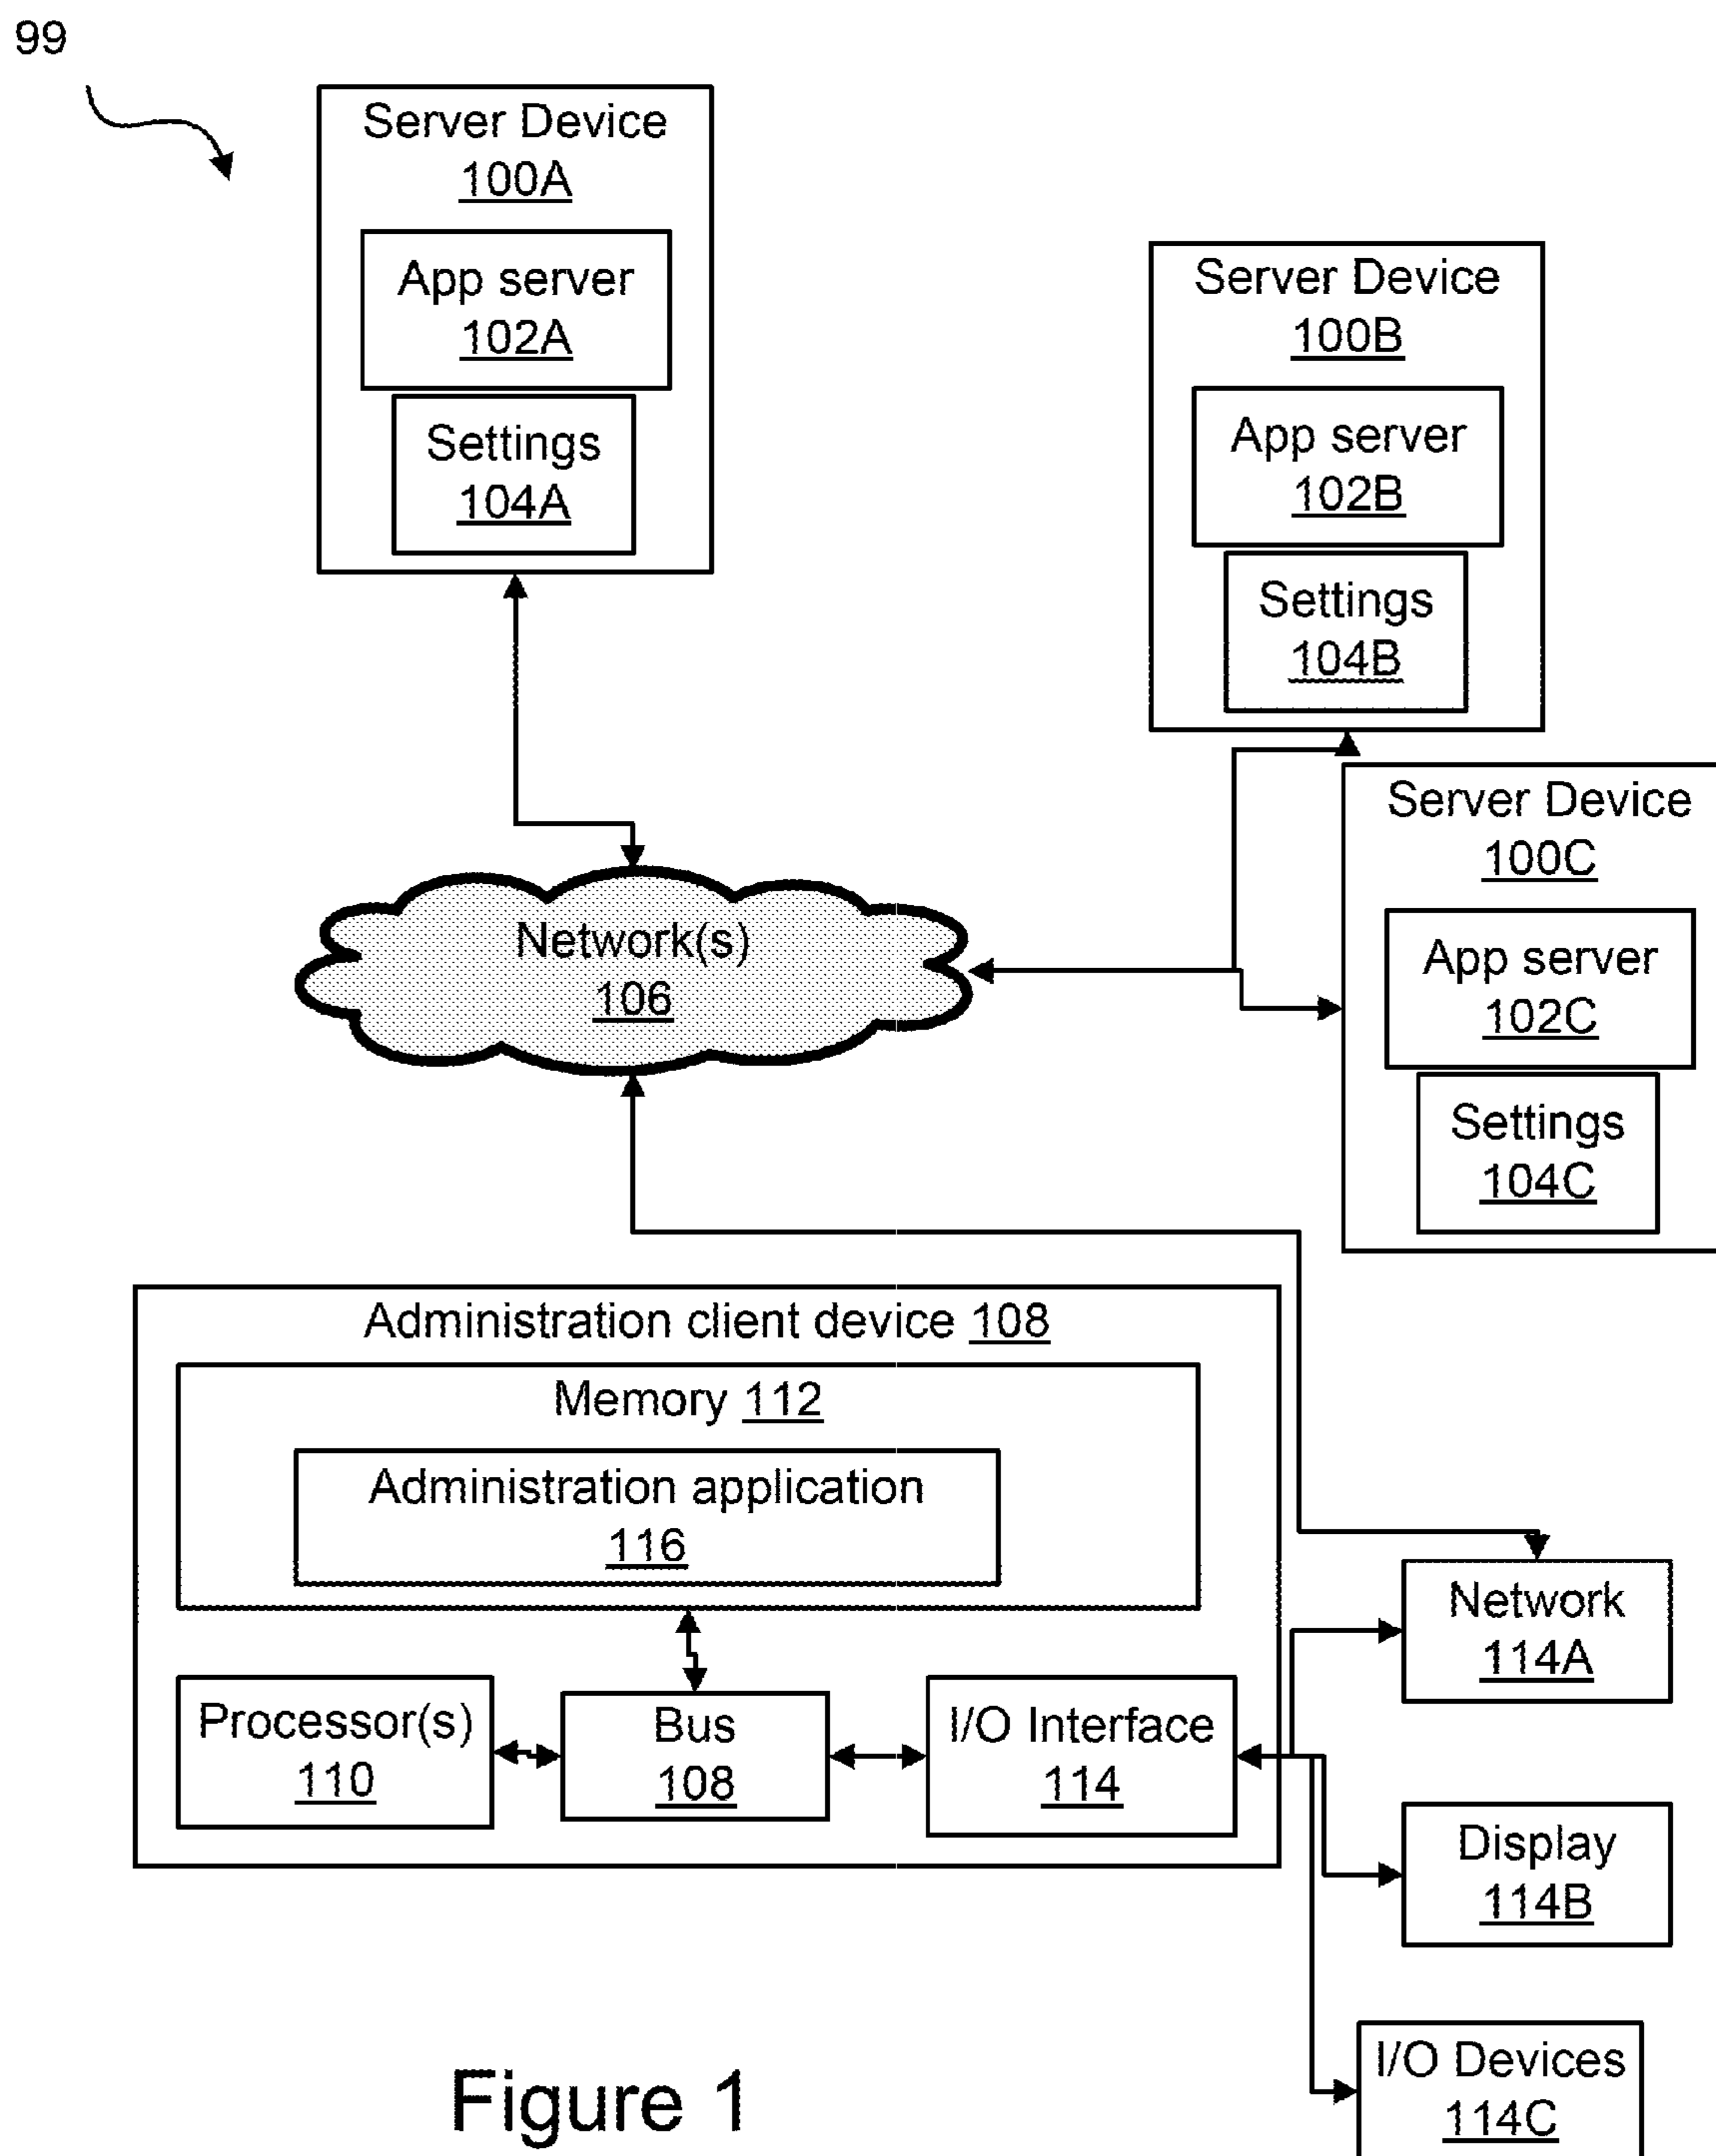 99
Server Device
100A
App server
102A
Settings
104A
Server Device
100B
App server
102B
Settings
104B
Server Device
100C
App server
102C
Settings
104C
Network(s)
106
Administration client device 108
Memory 112
Administration application
116
Processor(s)
110
Bus
108
I/O Interface
114
Network
114A
Display
114B
I/O Devices
114C
Figure 1